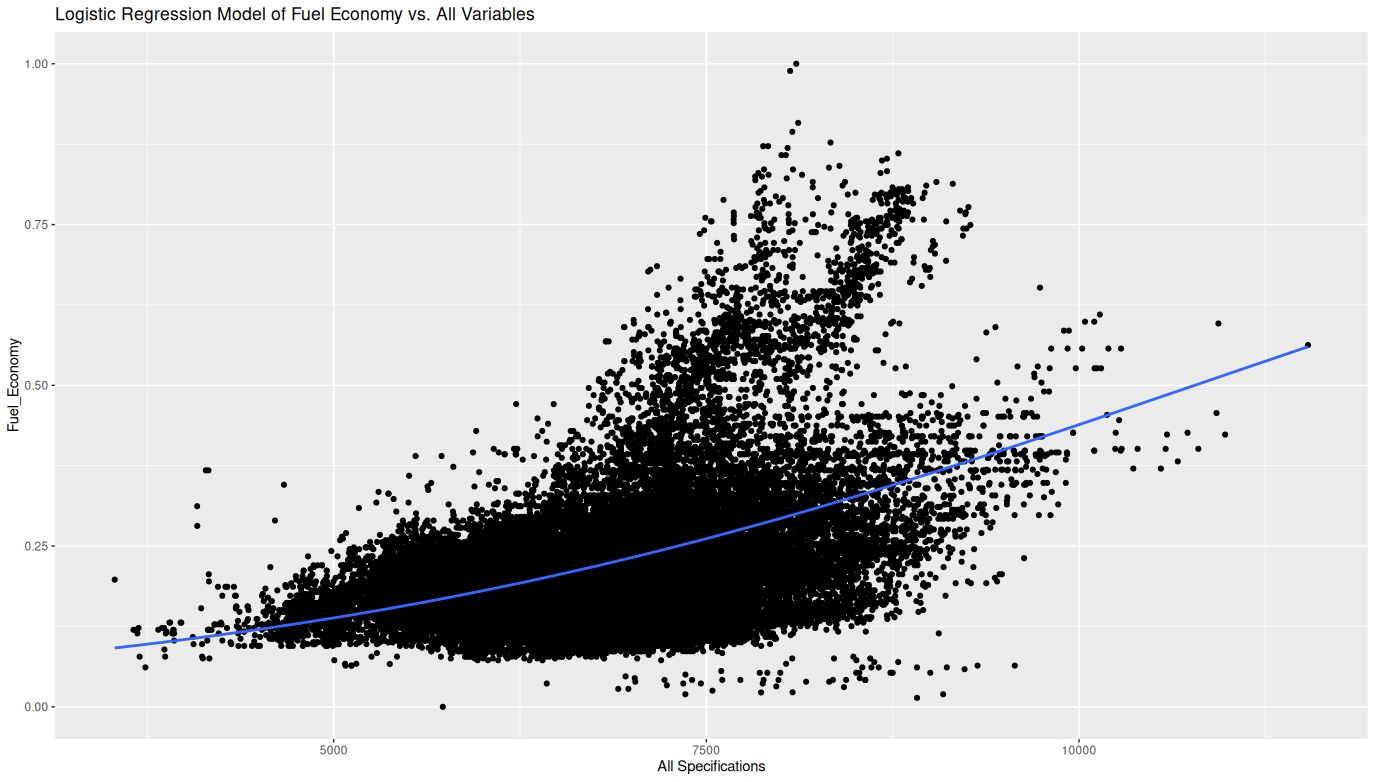 Logistic Regression Model of Fuel Economy vs. All Variables
1.00
0.75
0.50
0.25
0.00
Fuel_Economy
5000 7500 10000
All Specifications